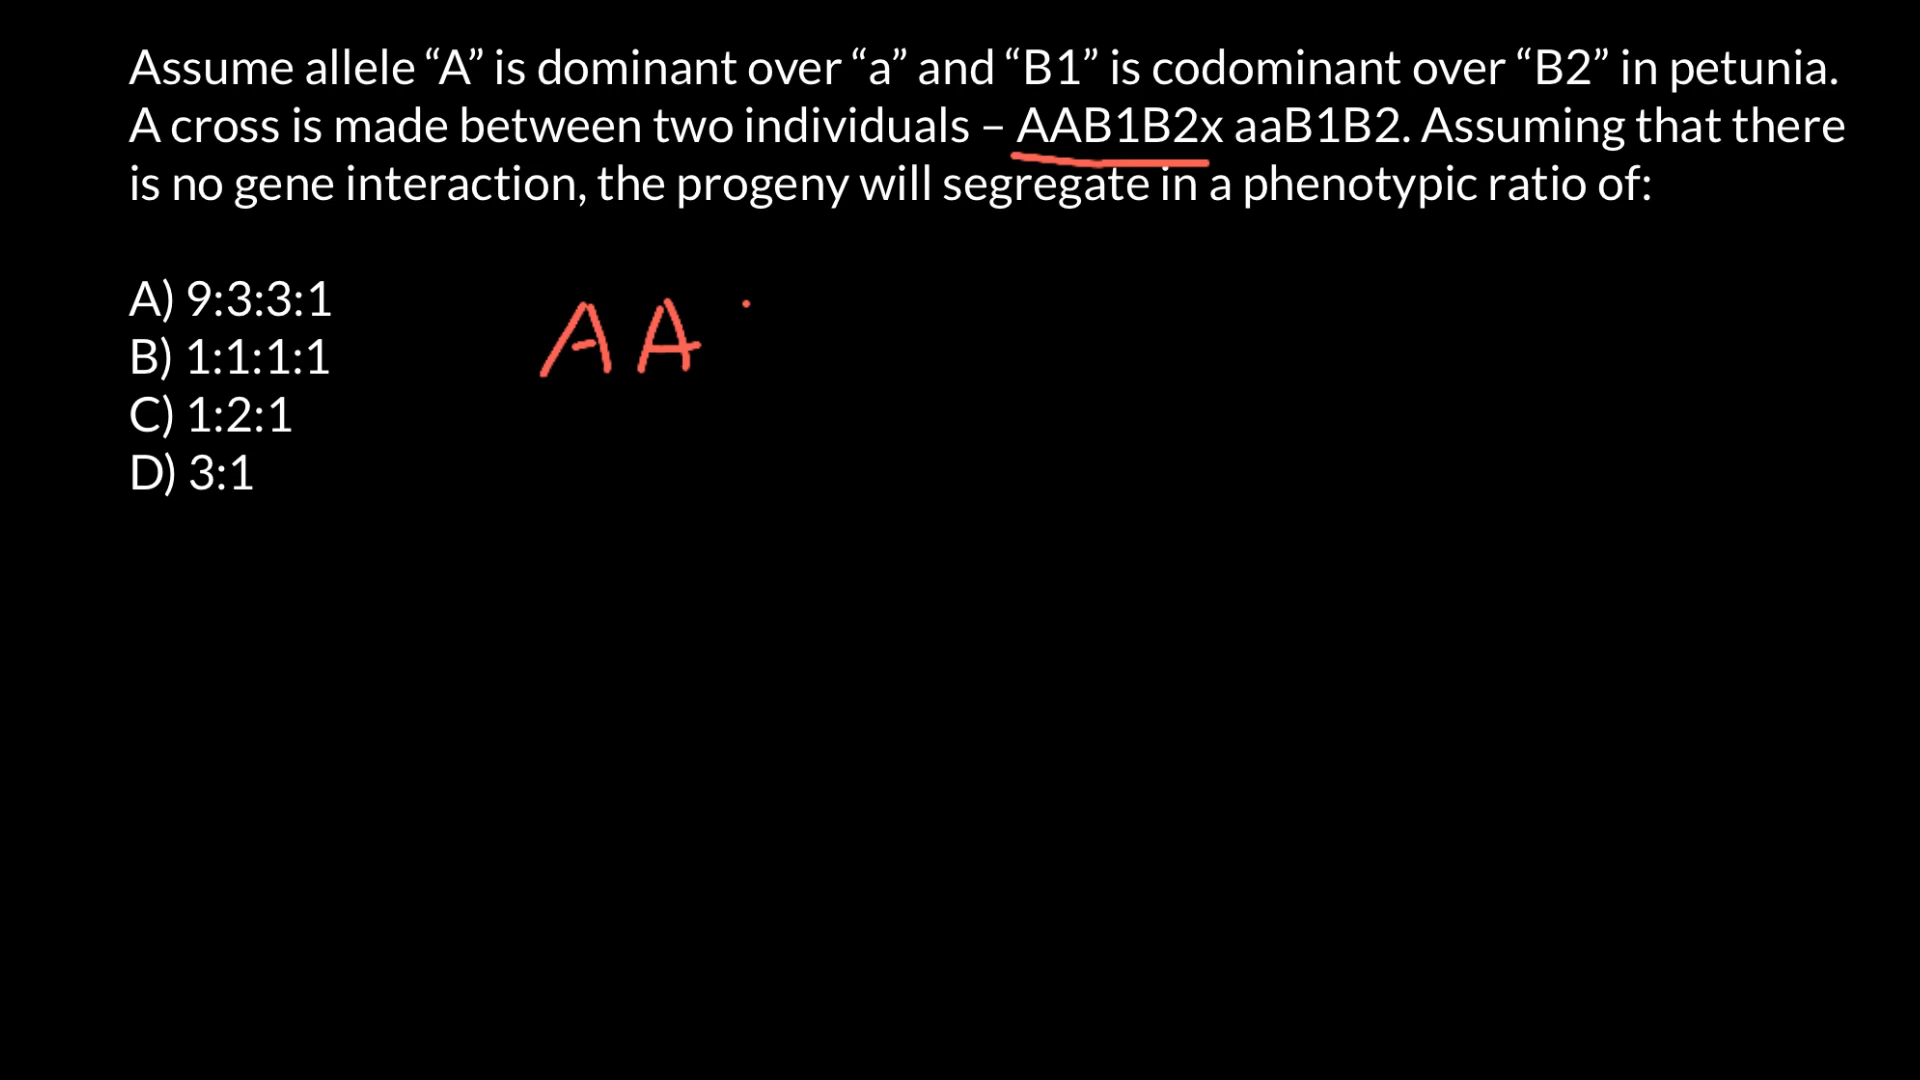 Assume allele “A” is dominant over “a” and “B1” is codominant over “B2” in petunia.
A cross is made between two individuals – AAB1B2x aaB1B2. Assuming that there
is no gene interaction, the progeny will segregate in a phenotypic ratio of:
A) 9:3:3:1
B) 1:1:1:1
C) 1:2:1
D) 3:1
AA